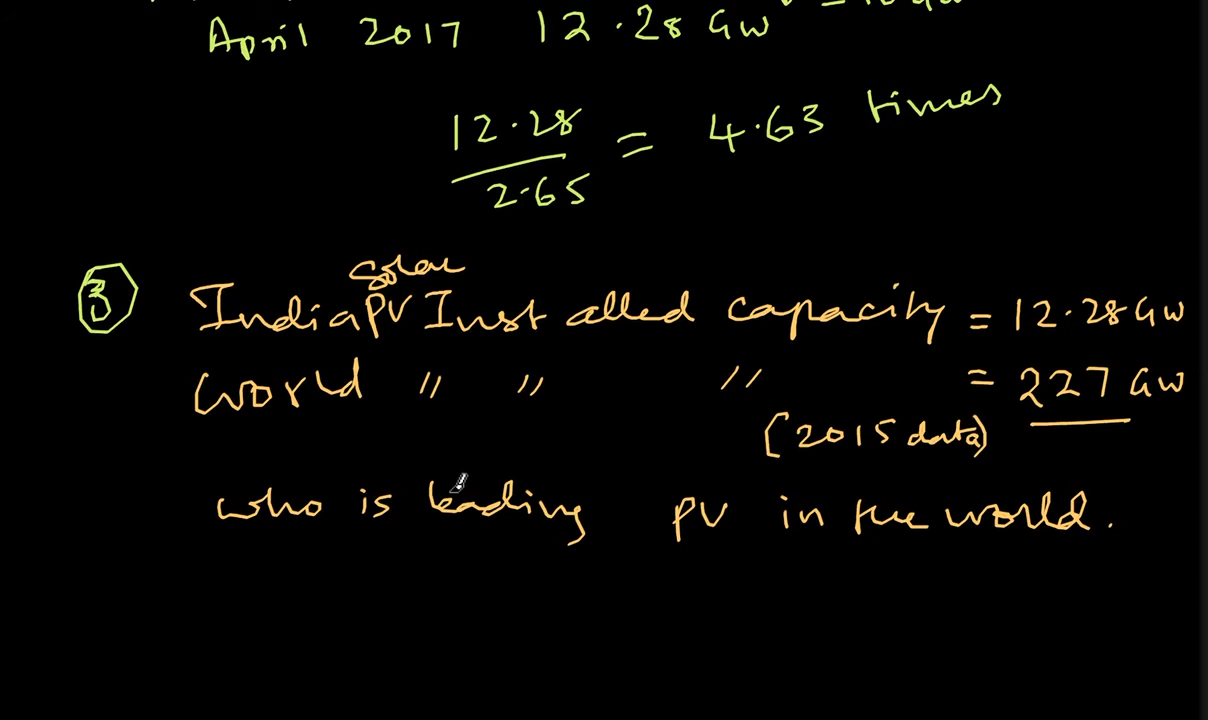 April 2017 12.28 GW
12.28
2.65
= 4.63 times
3
solar
India PV Installed capacity = 12.28 GW
World " " " = 227 GW
(2015 data)
who is leading PV in the world.